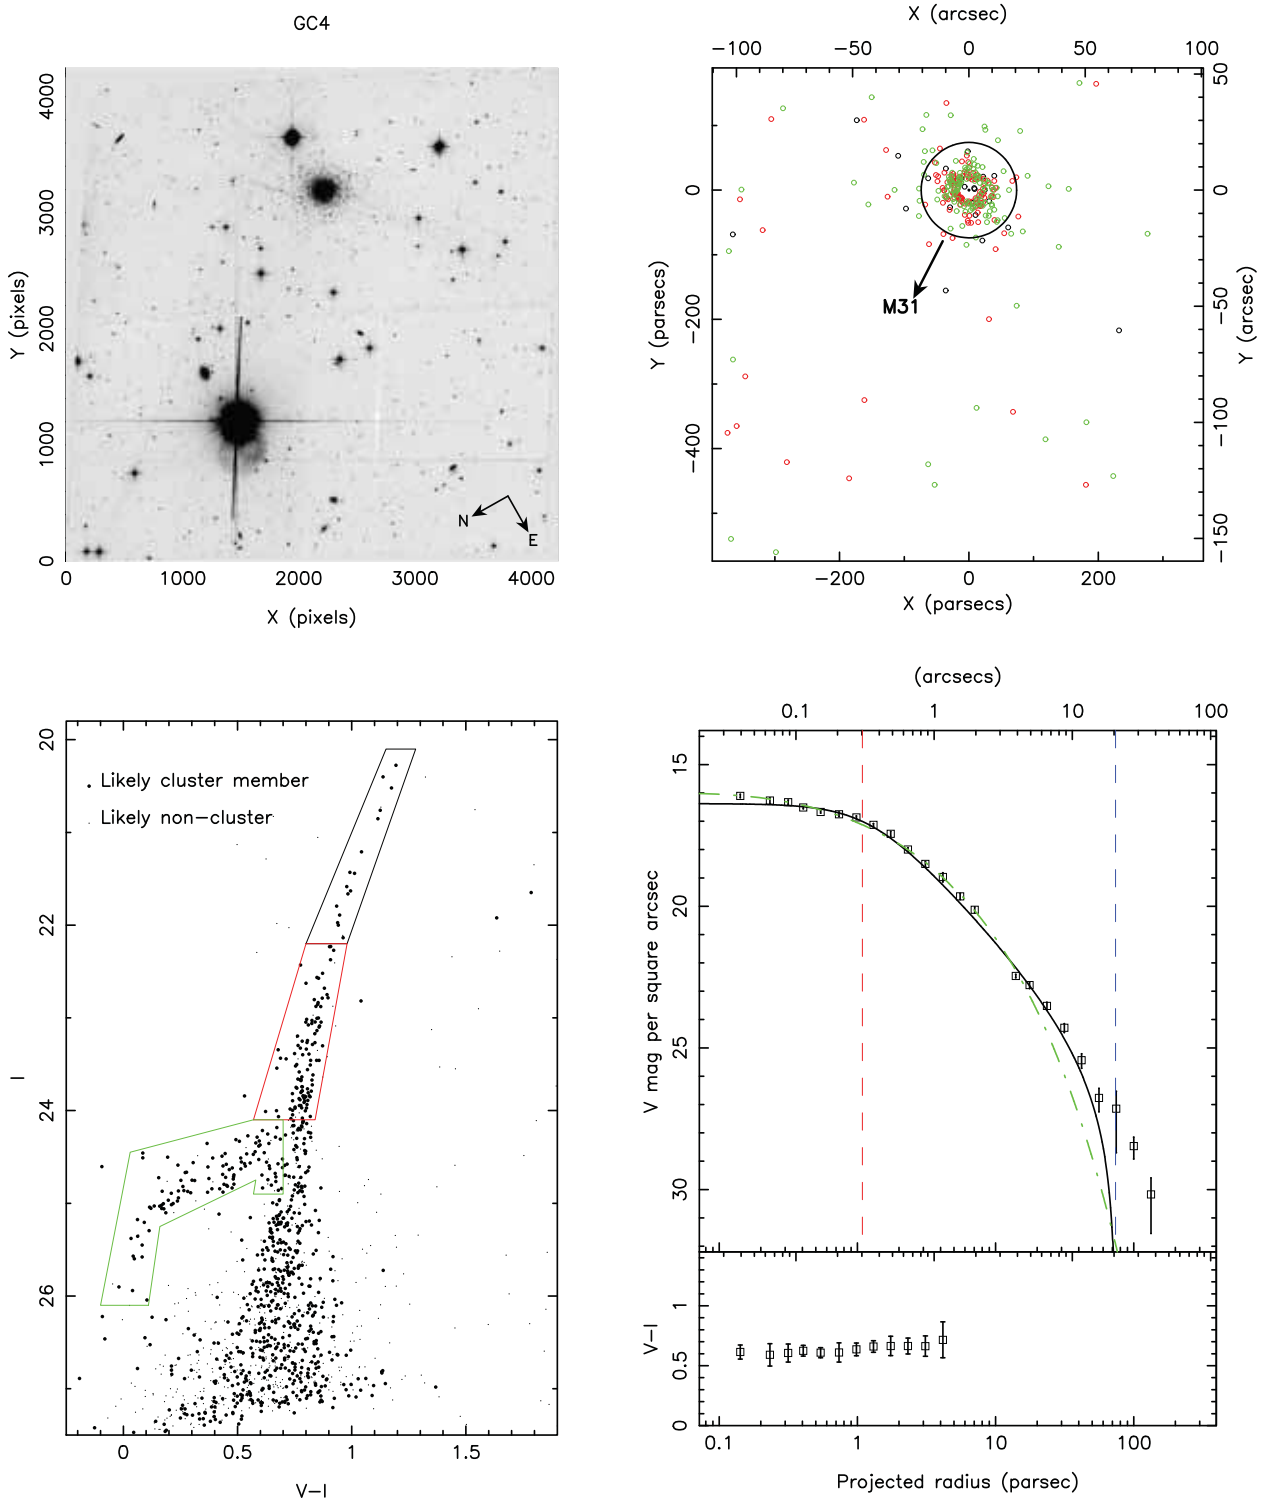 GC4
4000
3000
2000
1000
0
Y (pixels)
0 1000 2000 3000 4000
X (pixels)
N
E
X (arcsec)
−100 −50 0 50 100
0
−200
−400
Y (parsecs)
50
0
−50
−100
−150
Y (arcsec)
M31
−200 0 200
X (parsecs)
20
22
24
26
I
Likely cluster member
Likely non−cluster
0 0.5 1 1.5
V−I
(arcsecs)
0.1 1 10 100
15
20
25
30
V mag per square arcsec
1
0.5
0
V−I
0.1 1 10 100
Projected radius (parsec)